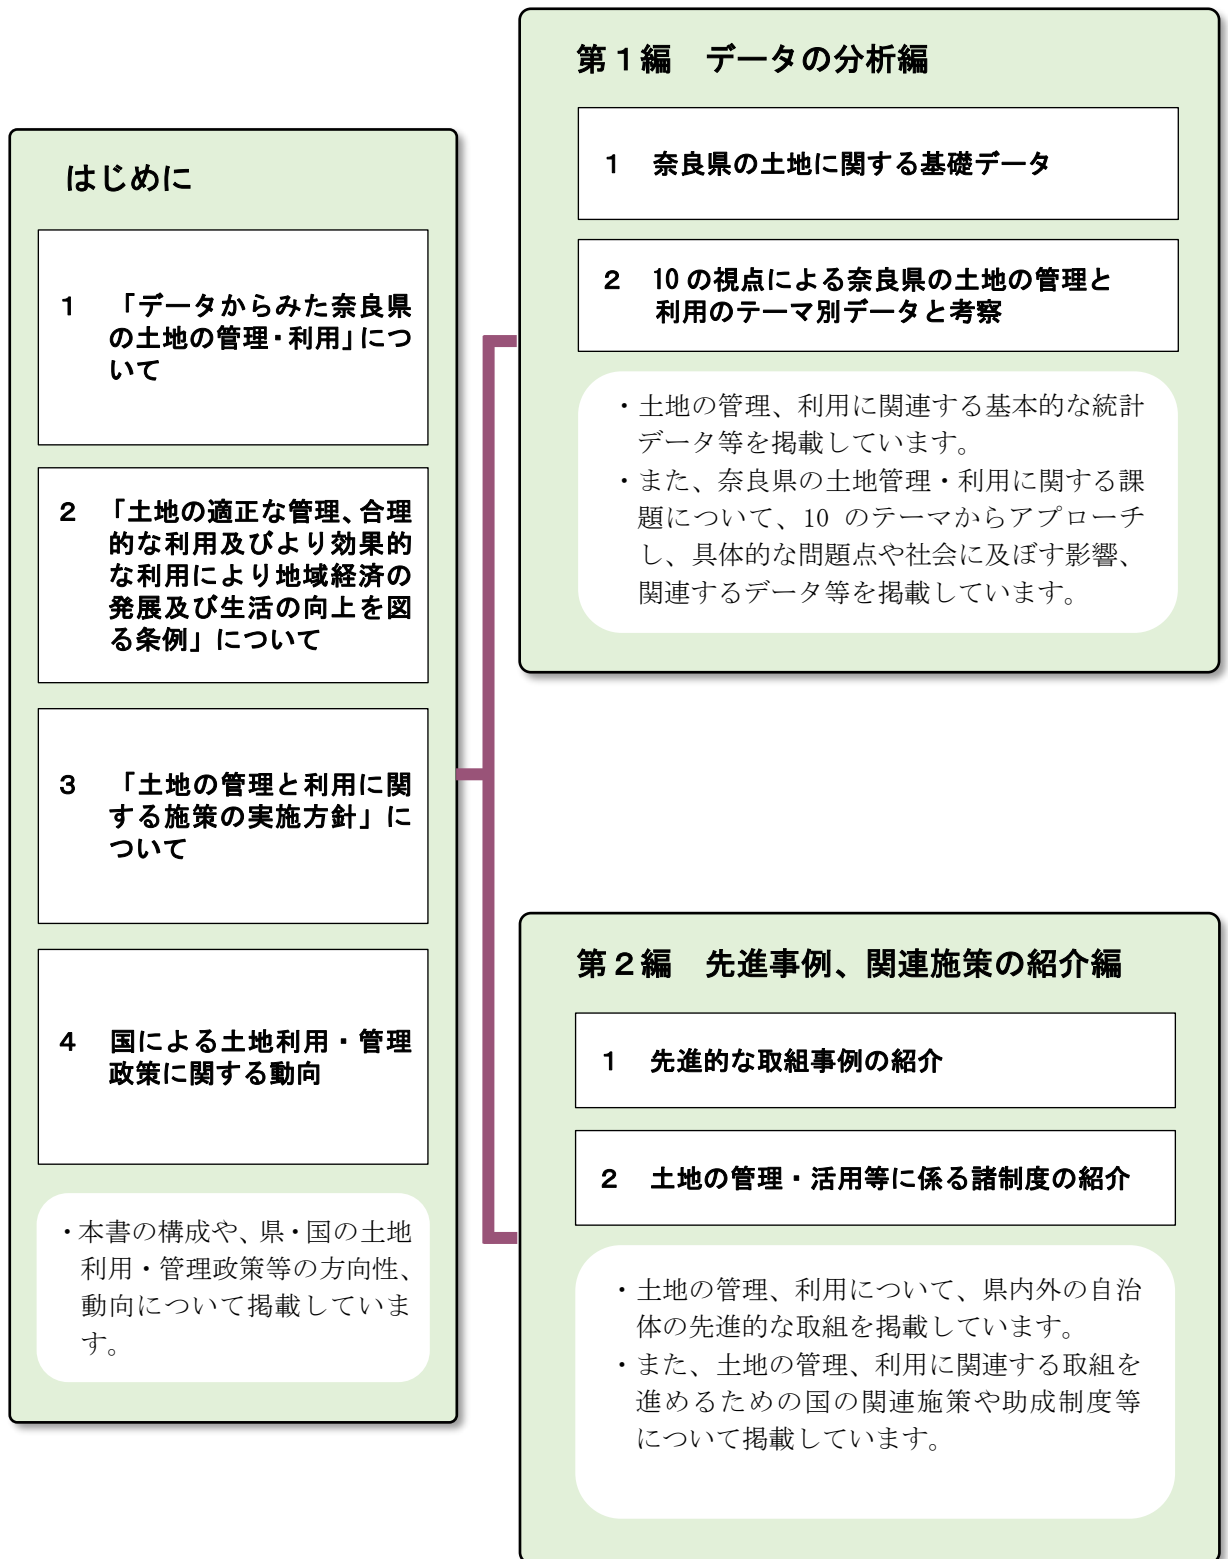 はじめに
1 「データからみた奈良県
の土地の管理・利用」につ
いて
2 「土地の適正な管理、合理
的な利用及びより効果的
な利用により地域経済の
発展及び生活の向上を図
る条例」について
3 「土地の管理と利用に関
する施策の実施方針」に
ついて
4 国による土地利用・管理
政策に関する動向
・本書の構成や、県・国の土地
利用・管理政策等の方向性、
動向について掲載していま
す。
第1編 データの分析編
1 奈良県の土地に関する基礎データ
2 10の視点による奈良県の土地の管理と
利用のテーマ別データと考察
・土地の管理、利用に関連する基本的な統計
データ等を掲載しています。
・また、奈良県の土地管理・利用に関する課
題について、10 のテーマからアプローチ
し、具体的な問題点や社会に及ぼす影響、
関連するデータ等を掲載しています。
第2編 先進事例、関連施策の紹介編
1 先進的な取組事例の紹介
2 土地の管理・活用等に係る諸制度の紹介
・土地の管理、利用について、県内外の自治
体の先進的な取組を掲載しています。
・また、土地の管理、利用に関連する取組を
進めるための国の関連施策や助成制度等
について掲載しています。